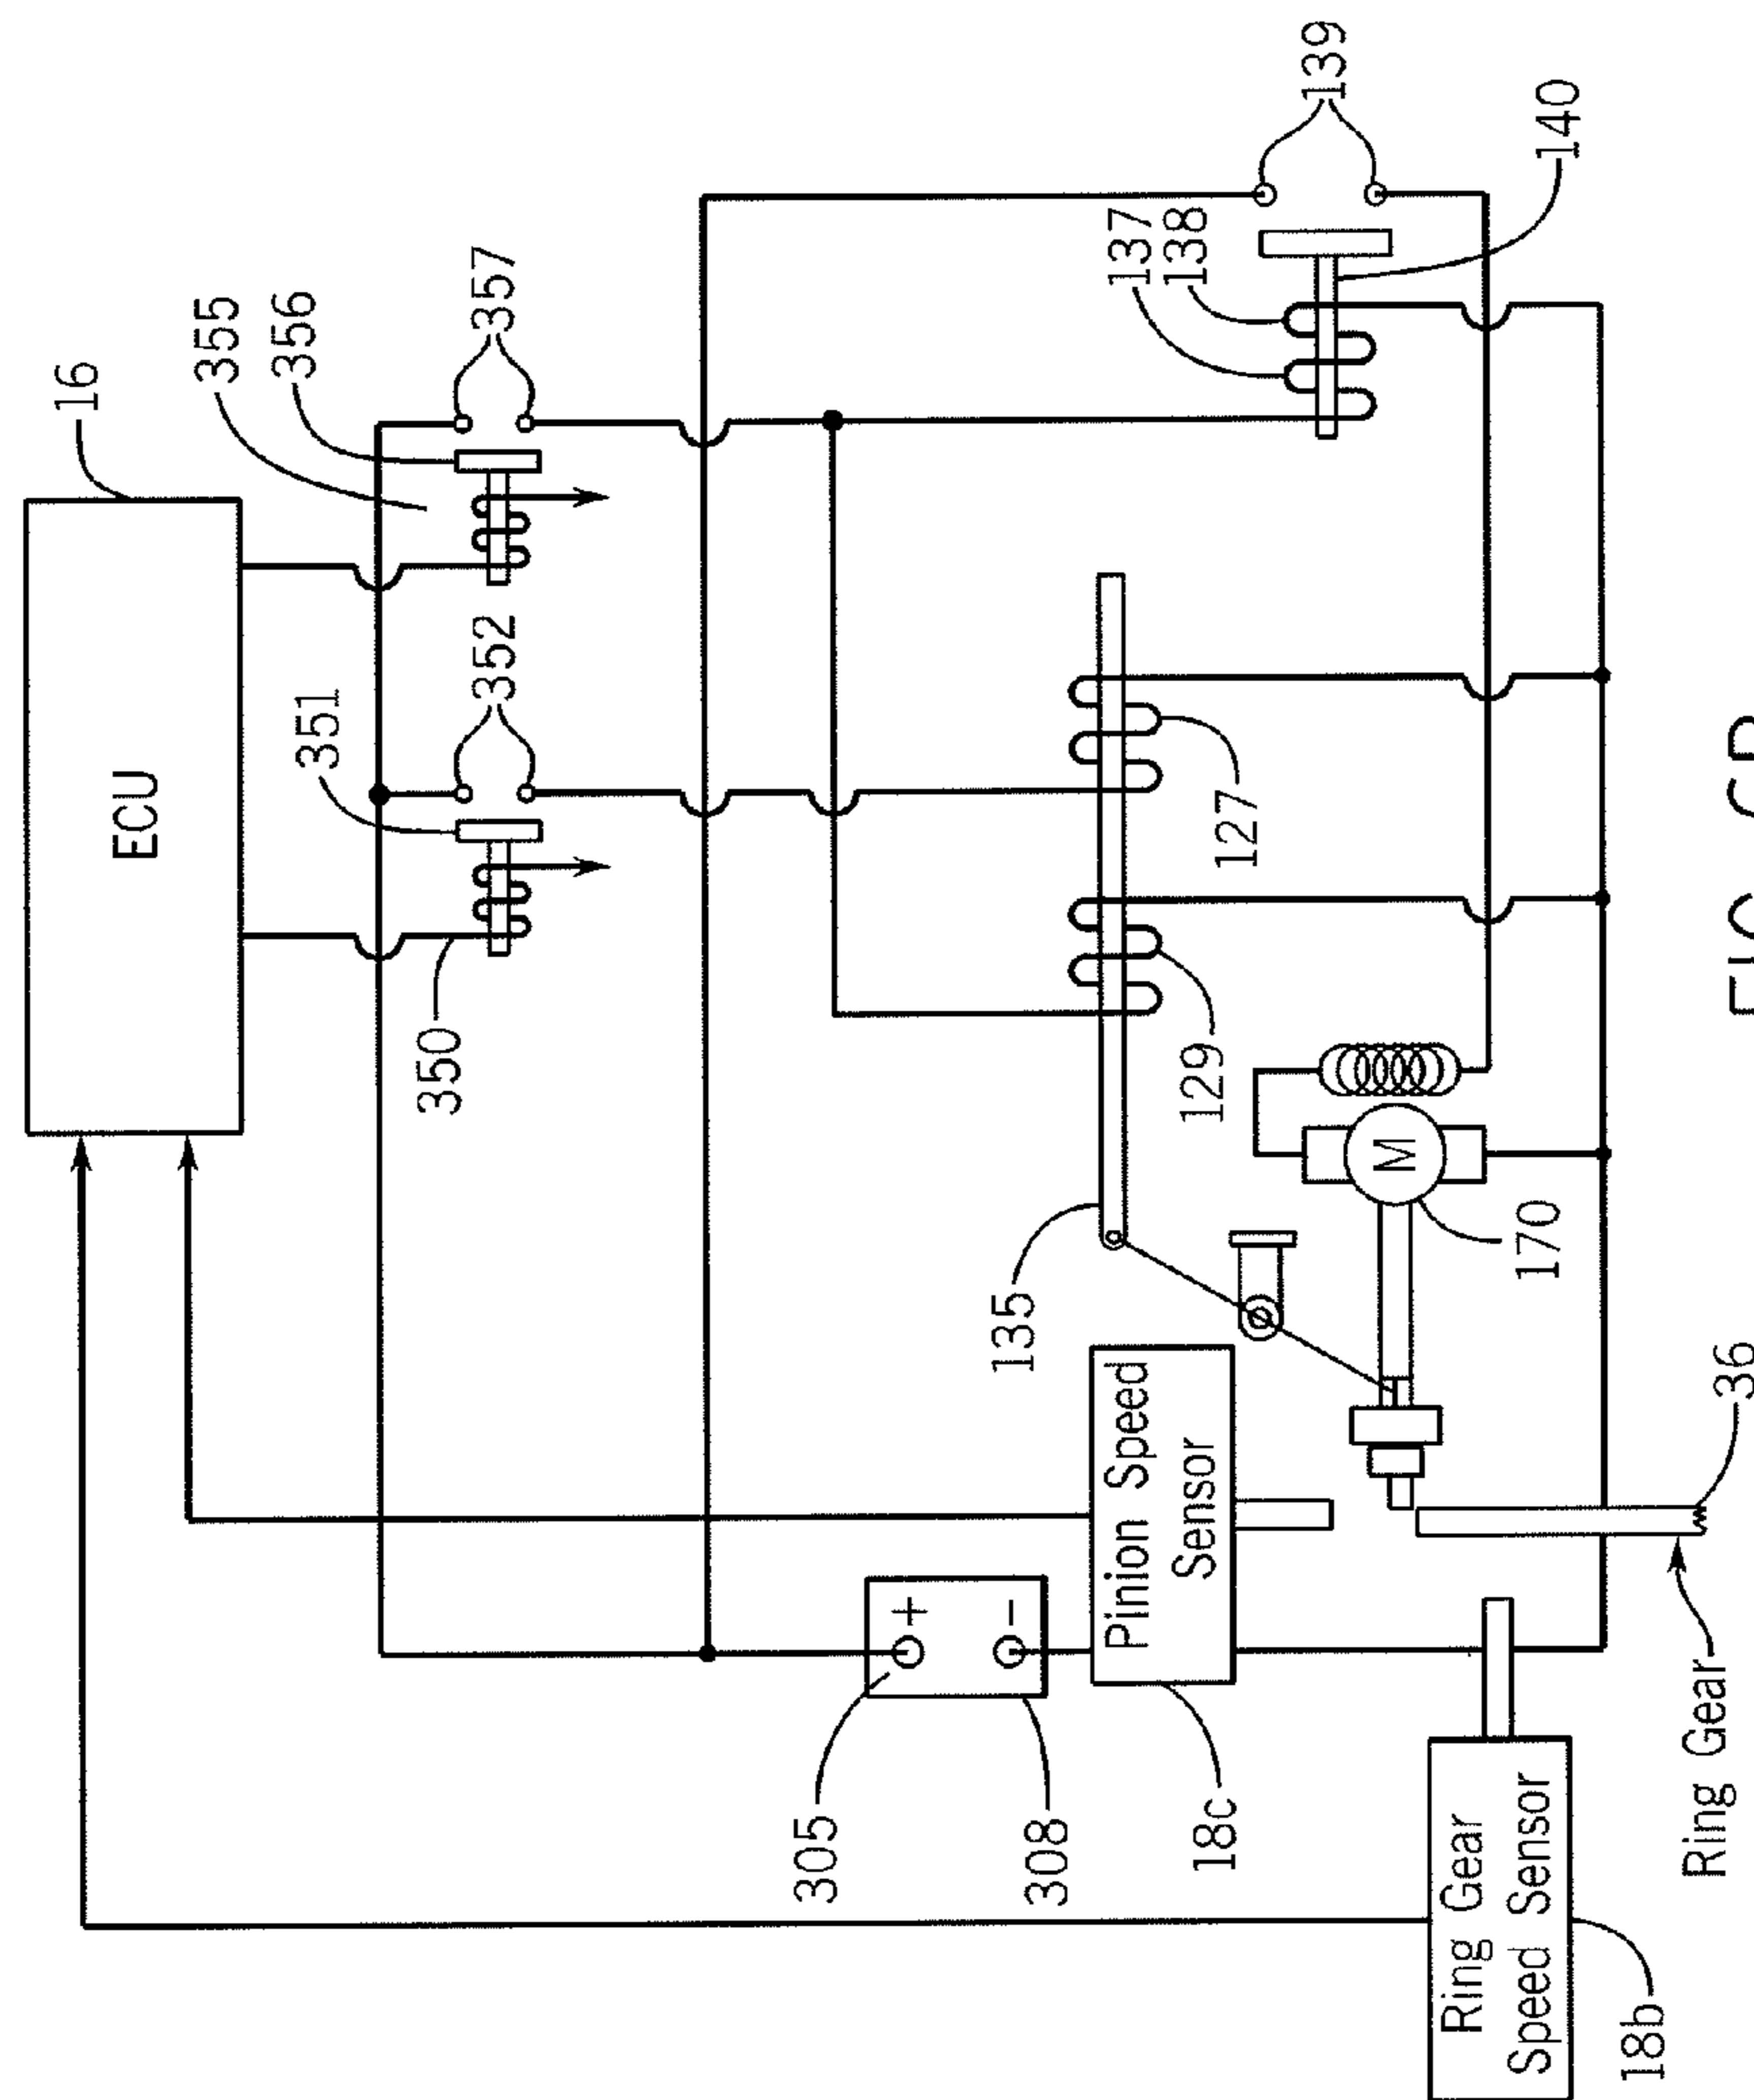 16
ECU
355
356
357
351
352
350
139
140
137
138
127
129
135
Pinion Speed
Sensor
18c
+
-
305
308
M
170
36
Ring Gear
Ring Gear
Speed Sensor
18b
FIG.